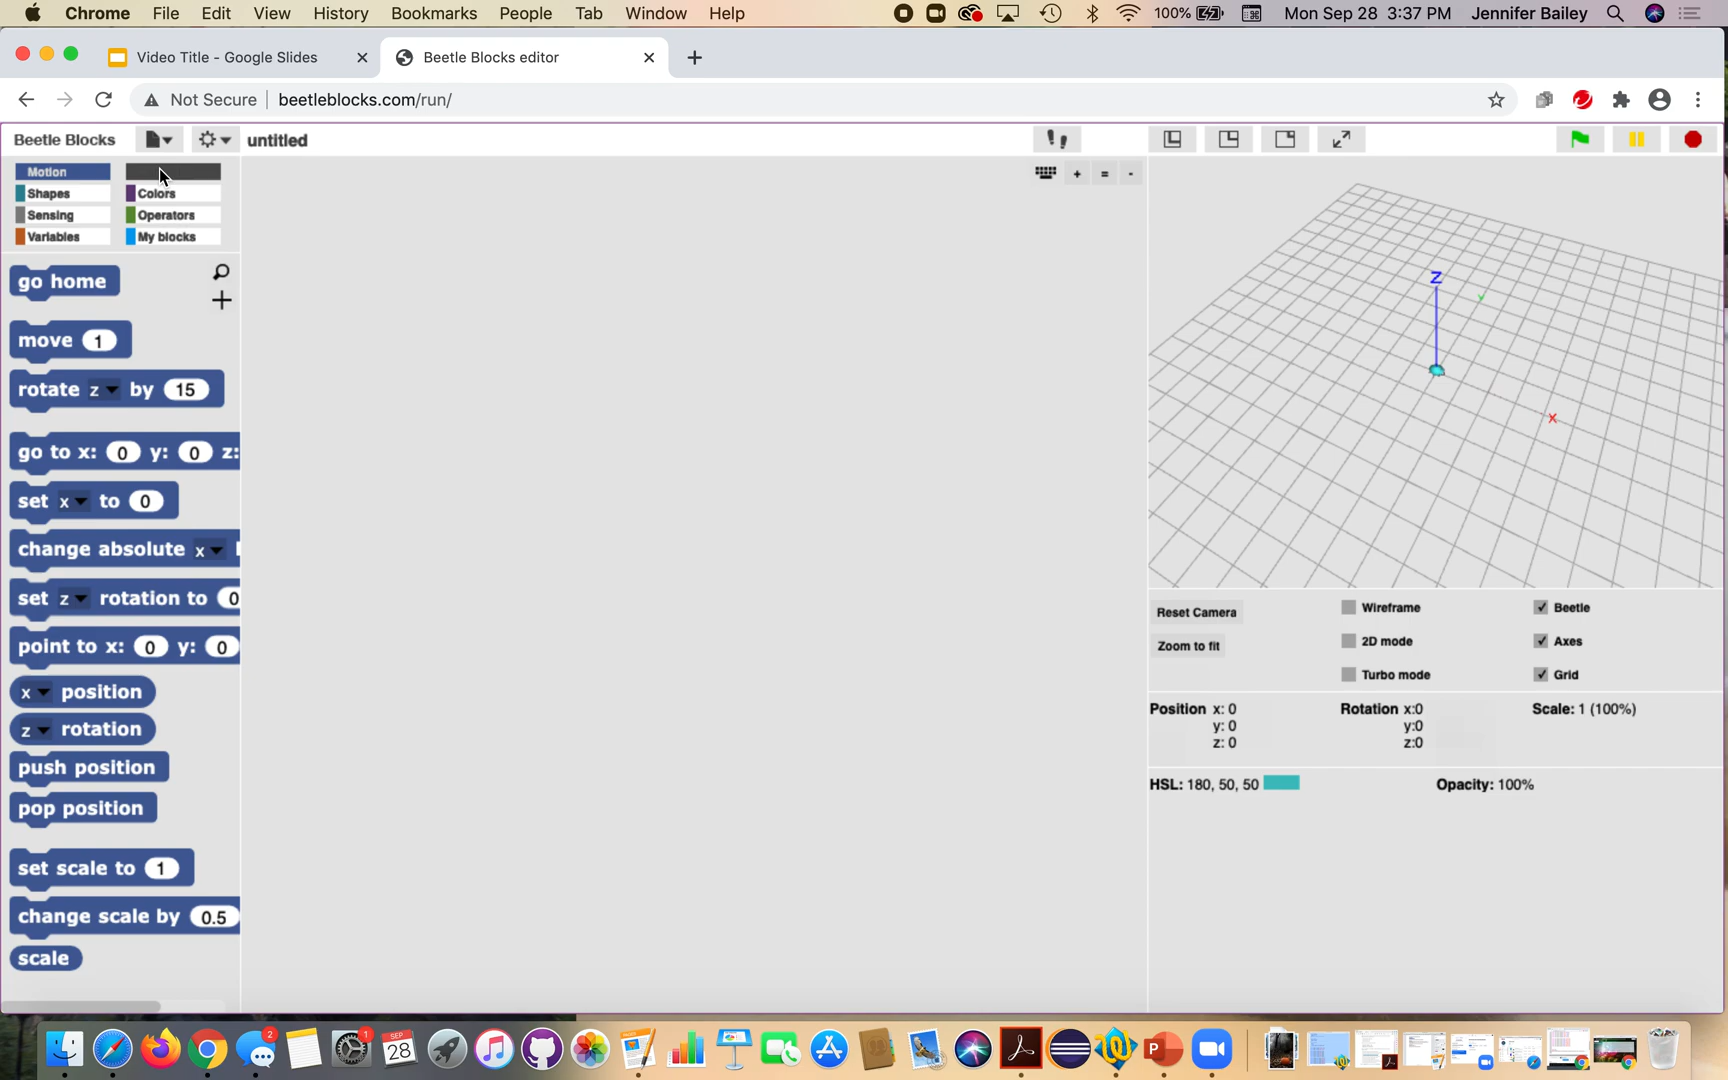 Chrome File Edit View History Bookmarks People Tab Window Help 100% Mon Sep 28 3:37 PM Jennifer Bailey
Video Title - Google Slides Beetle Blocks editor
Not Secure beetleblocks.com/run/
Beetle Blocks untitled
Motion
Shapes Colors
Sensing Operators
Variables My blocks
+ = -
go home
move 1
rotate z by 15
go to x: 0 y: 0 z:
set x to 0
change absolute x
set z rotation to 0
point to x: 0 y: 0
x position
z rotation
push position
pop position
set scale to 1
change scale by 0.5
scale
Z
Y
X
Reset Camera Wireframe Beetle
Zoom to fit 2D mode Axes
Turbo mode Grid
Position x: 0 Rotation x:0 Scale: 1 (100%)
y: 0 y:0
z: 0 z:0
HSL: 180, 50, 50 Opacity: 100%
2 1 SEP 28 P